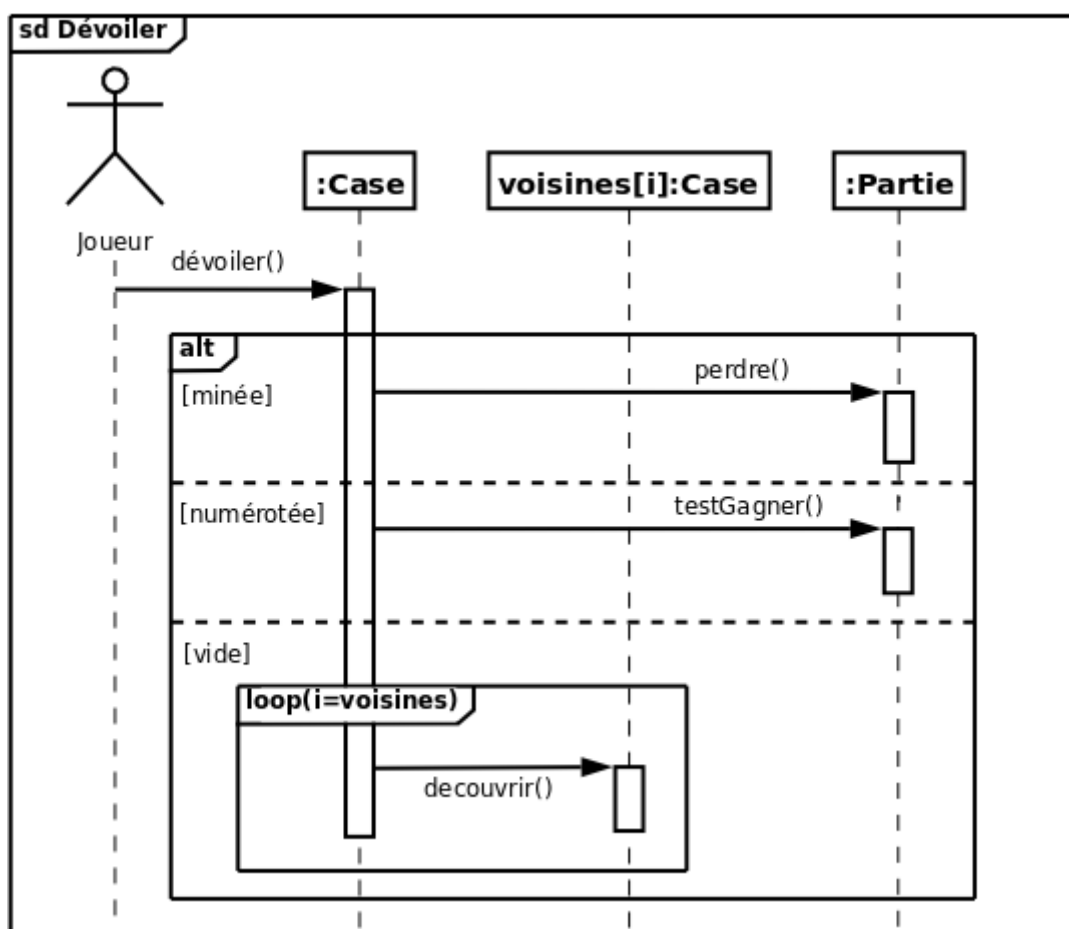 sd Dévoiler
:Case
voisines[i]:Case
:Partie
Joueur
dévoiler()
alt
perdre()
[minée]
testGagner()
[numérotée]
[vide]
loop(i=voisines)
decouvrir()